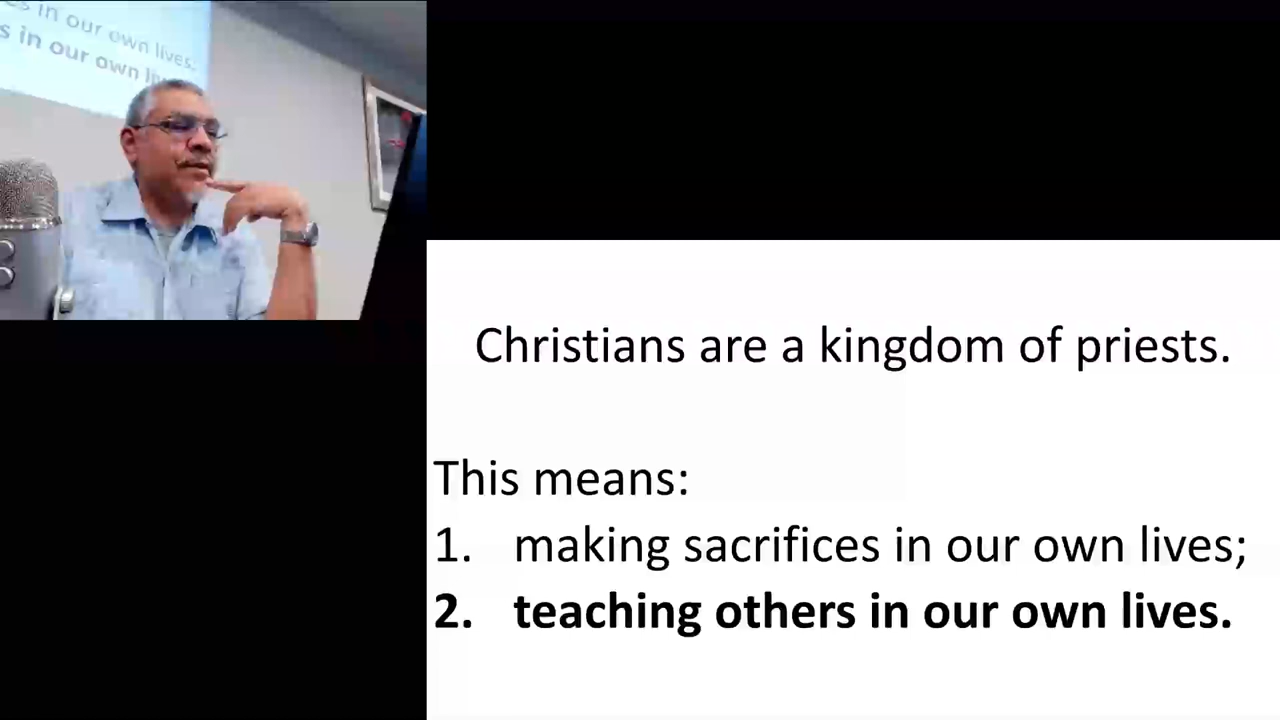 s in our own lives.
s in our own liv
Christians are a kingdom of priests.
This means:
1. making sacrifices in our own lives;
2. teaching others in our own lives.